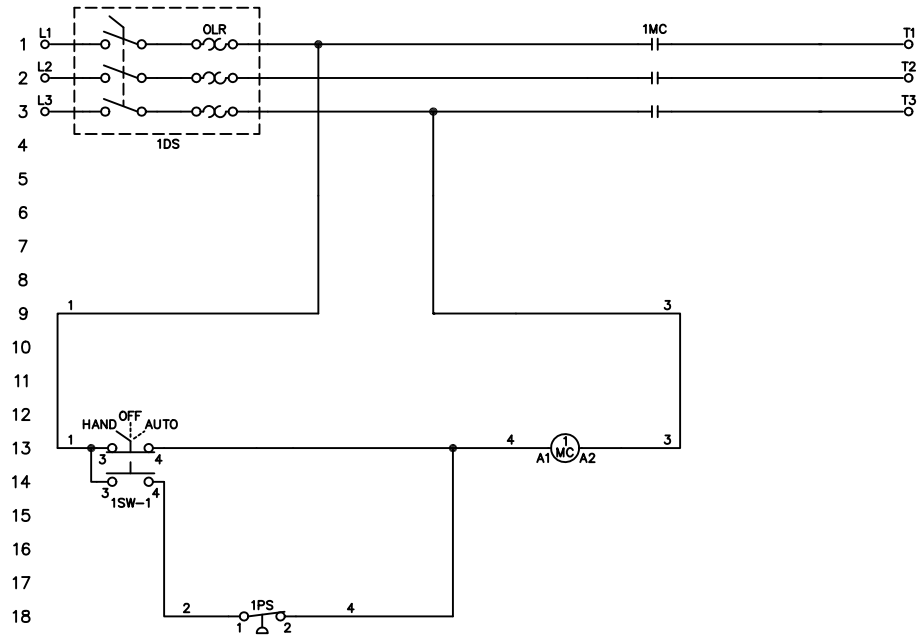 OLR 1MC
1 L1 T1
2 L2 T2
3 L3 T3
4 1DS
5
6
7
8
9 1 3
10
11
12 HAND OFF AUTO
13 1 3 4 4 A1 1 MC A2 3
14 3 4
1SW-1
15
16
17
18 2 1PS 4
1 2